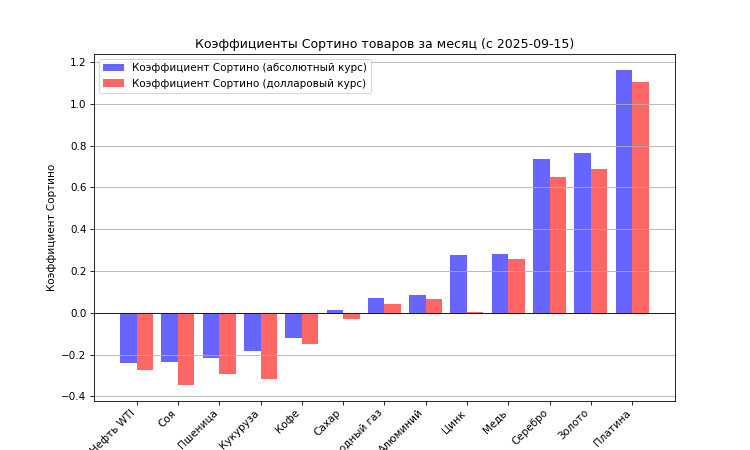 Коэффициенты Сортино товаров за месяц (с 2025-09-15)
Коэффициент Сортино (абсолютный курс)
Коэффициент Сортино (долларовый курс)
Коэффициент Сортино
1.2
1.0
0.8
0.6
0.4
0.2
0.0
−0.2
−0.4
Нефть WTI
Соя
Пшеница
Кукуруза
Кофе
Сахар
газ
Алюминий
Цинк
Медь
Серебро
Золото
Платина